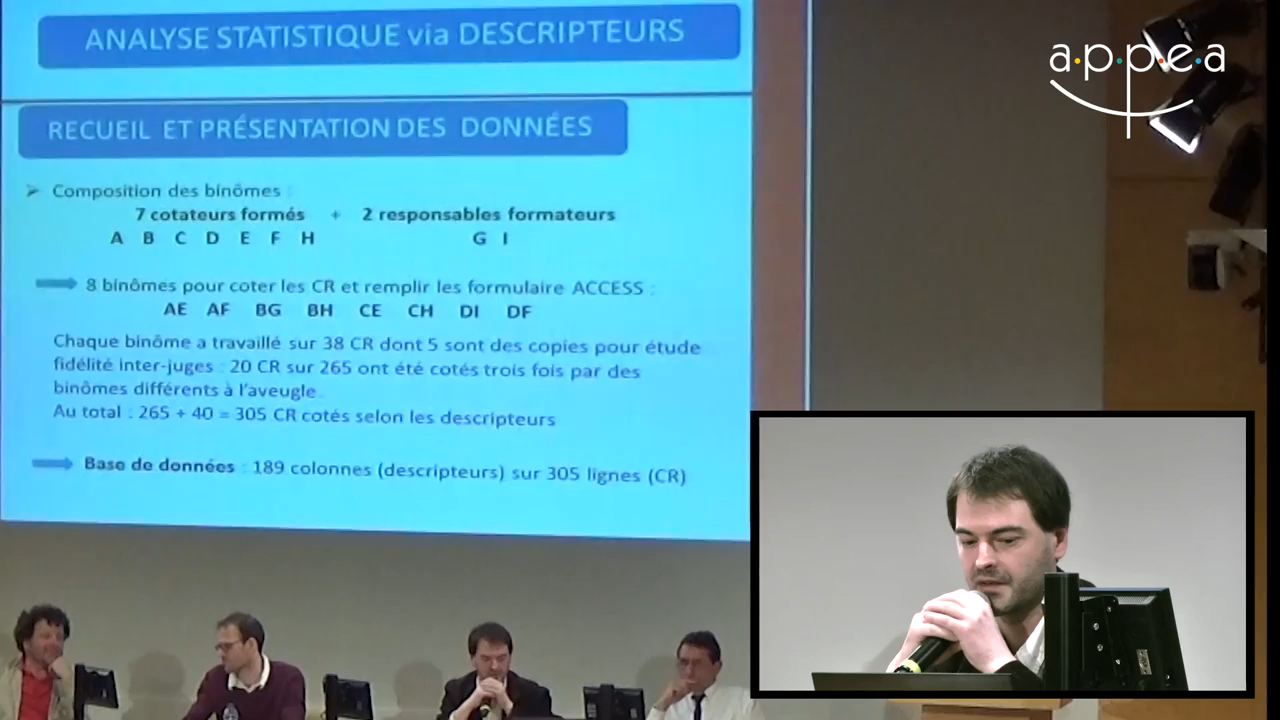 ANALYSE STATISTIQUE via DESCRIPTEURS
a.p.p.e.a
RECUEIL ET PRÉSENTATION DES DONNÉES
Composition des binômes :
7 cotateurs formés + 2 responsables formateurs
A B C D E F H G I
8 binômes pour coter les CR et remplir les formulaire ACCESS :
AE AF BG BH CE CH DI DF
Chaque binôme a travaillé sur 38 CR dont 5 sont des copies pour étude
fidélité inter-juges : 20 CR sur 265 ont été cotés trois fois par des
binômes différents à l'aveugle.
Au total : 265 + 40 = 305 CR cotés selon les descripteurs
Base de données : 189 colonnes (descripteurs) sur 305 lignes (CR)